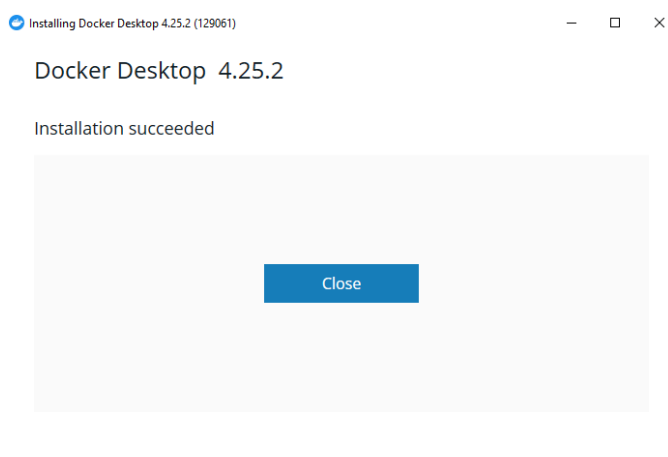 Installing Docker Desktop 4.25.2 (129061)
Docker Desktop 4.25.2
Installation succeeded
Close